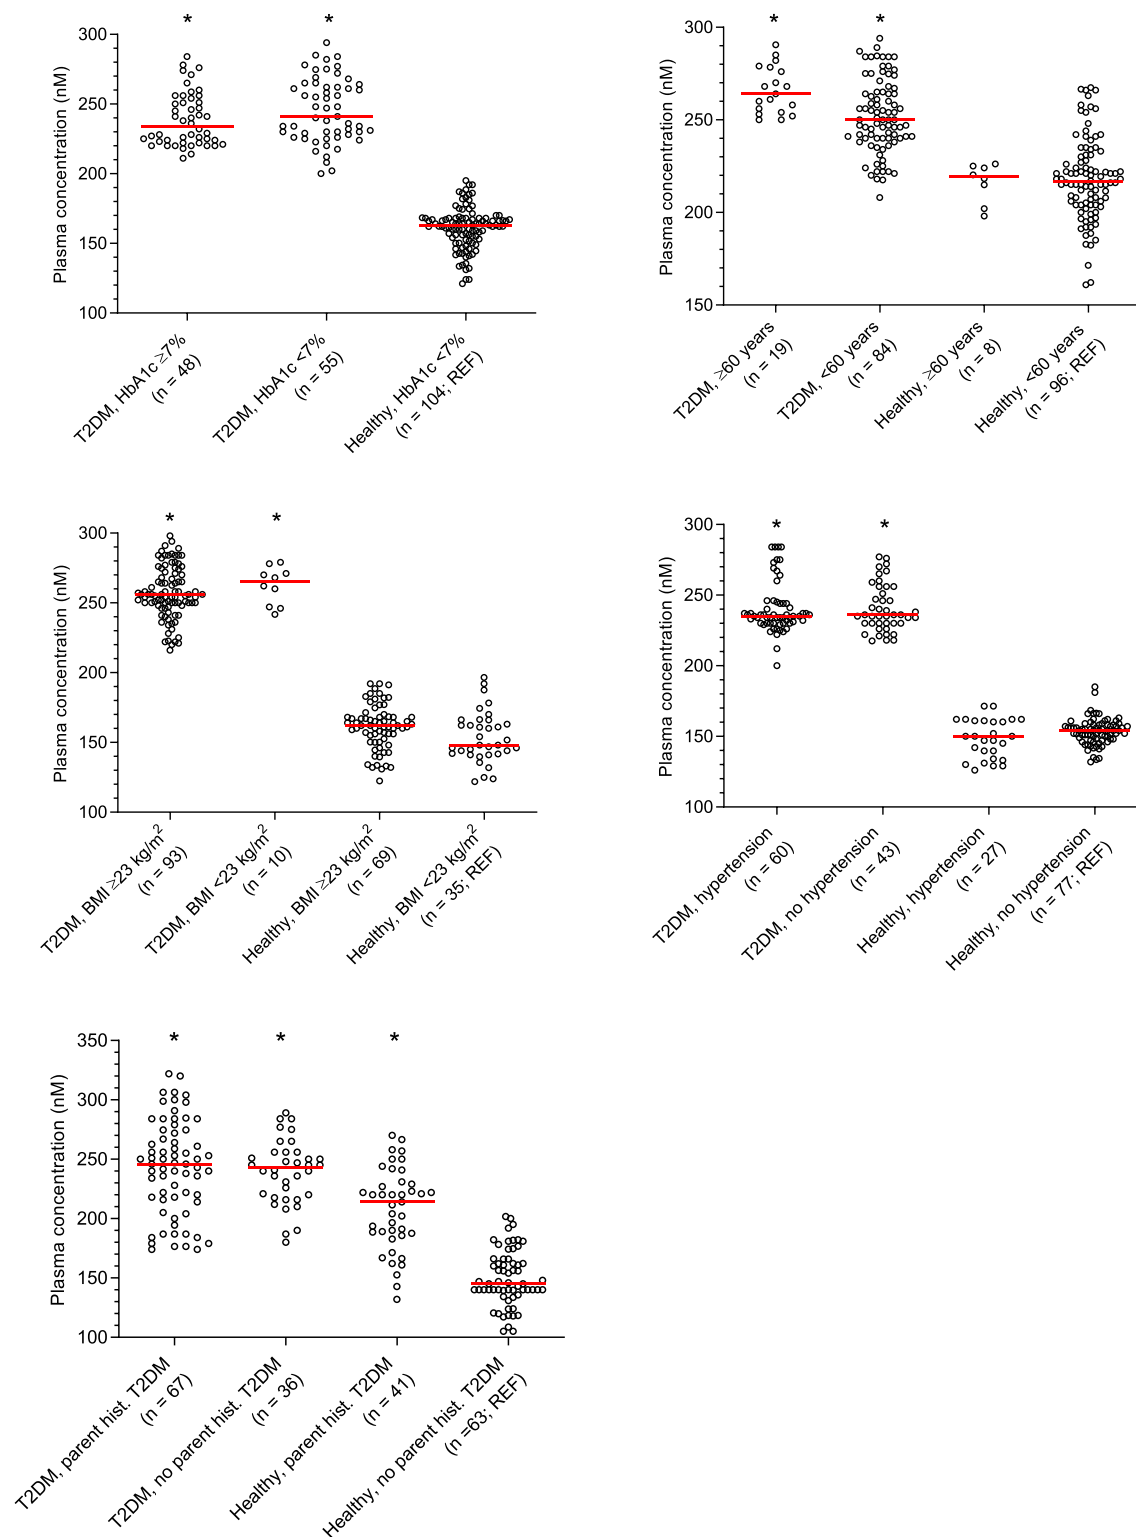 *
*
Plasma concentration (nM)
300
250
200
150
100
T2DM, HbA1c ≥7%
(n = 48)
T2DM, HbA1c <7%
(n = 55)
Healthy, HbA1c <7%
(n = 104; REF)
*
*
Plasma concentration (nM)
300
250
200
150
T2DM, ≥60 years
(n = 19)
T2DM, <60 years
(n = 84)
Healthy, ≥60 years
(n = 8)
Healthy, <60 years
(n = 96; REF)
*
*
Plasma concentration (nM)
300
250
200
150
100
T2DM, BMI ≥23 kg/m²
(n = 93)
T2DM, BMI <23 kg/m²
(n = 10)
Healthy, BMI ≥23 kg/m²
(n = 69)
Healthy, BMI <23 kg/m²
(n = 35; REF)
*
*
Plasma concentration (nM)
300
250
200
150
100
T2DM, hypertension
(n = 60)
T2DM, no hypertension
(n = 43)
Healthy, hypertension
(n = 27)
Healthy, no hypertension
(n = 77; REF)
*
*
*
Plasma concentration (nM)
350
300
250
200
150
100
T2DM, parent hist. T2DM
(n = 67)
T2DM, no parent hist. T2DM
(n = 36)
Healthy, parent hist. T2DM
(n = 41)
Healthy, no parent hist. T2DM
(n =63; REF)